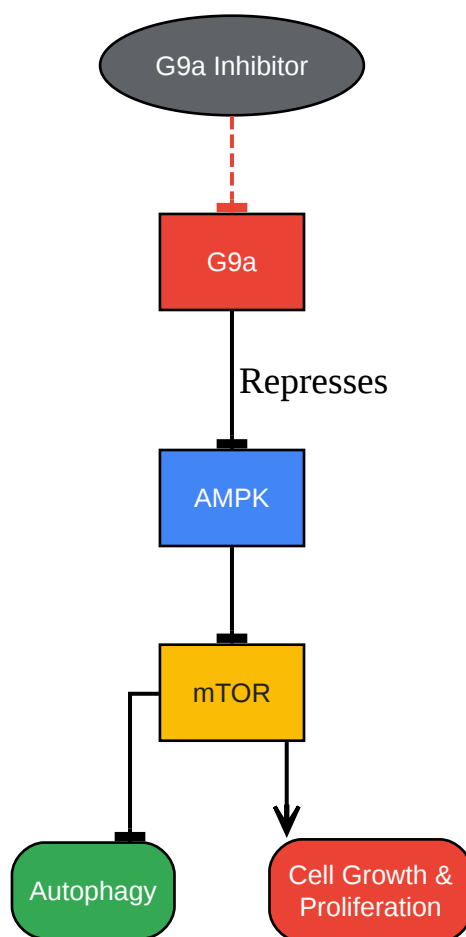 G9a Inhibitor
G9a
Represses
AMPK
mTOR
Autophagy
Cell Growth &
Proliferation